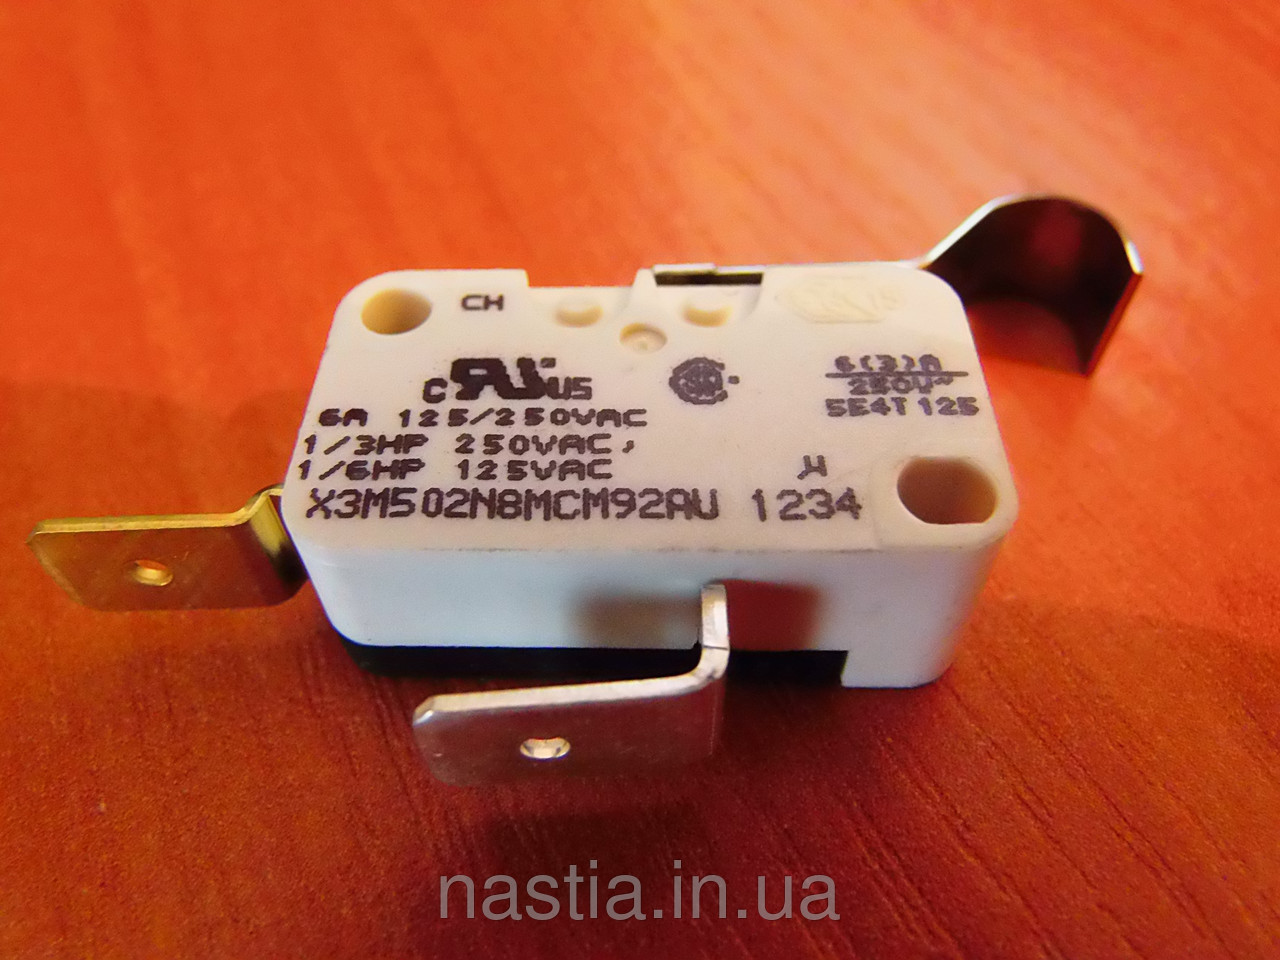 CH
c RU us
6A 125/250VAC
1/3HP 250VAC,
1/6HP 125VAC
X3M502N8MCM92AU 1234
6(3)A
250V~
5E4T125
µ
nastia.in.ua